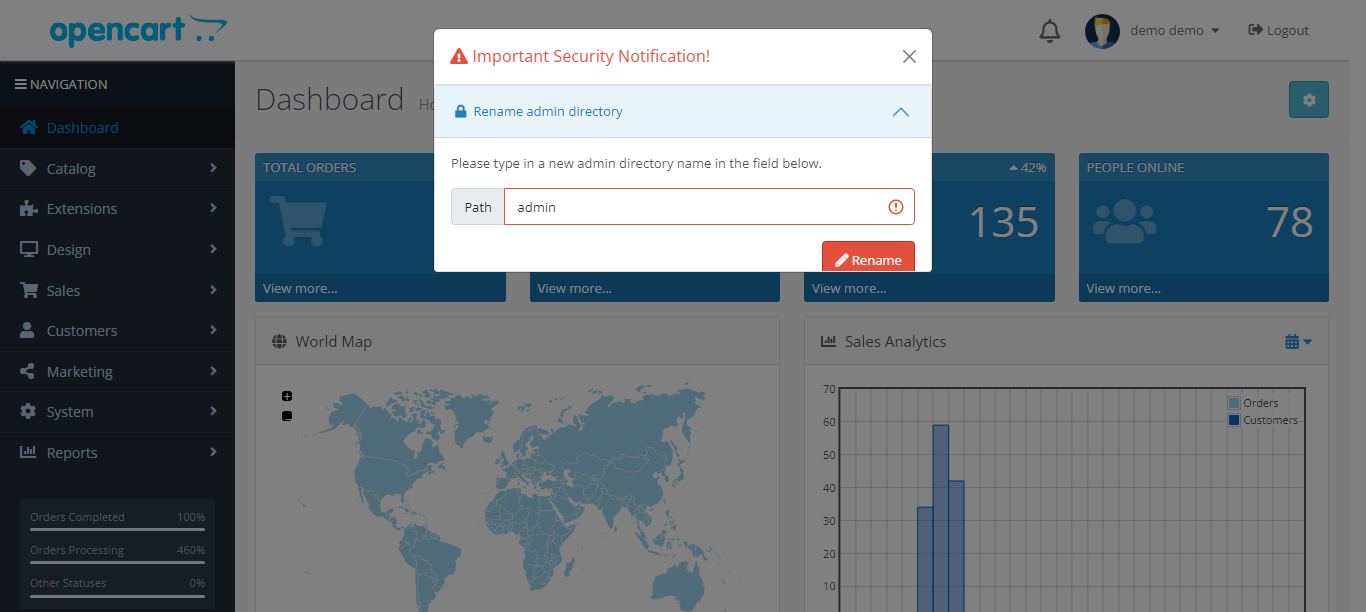 opencart
demo demo
Logout
Important Security Notification!
NAVIGATION
Dashboard
Catalog
Extensions
Design
Sales
Customers
Marketing
System
Reports
Orders Completed 100%
Orders Processing 460%
Other Statuses 0%
Dashboard
Rename admin directory
Please type in a new admin directory name in the field below.
Path admin
Rename
TOTAL ORDERS
View more...
View more...
42%
135
View more...
PEOPLE ONLINE
78
View more...
World Map
Sales Analytics
70
60
50
40
30
20
10
Orders
Customers